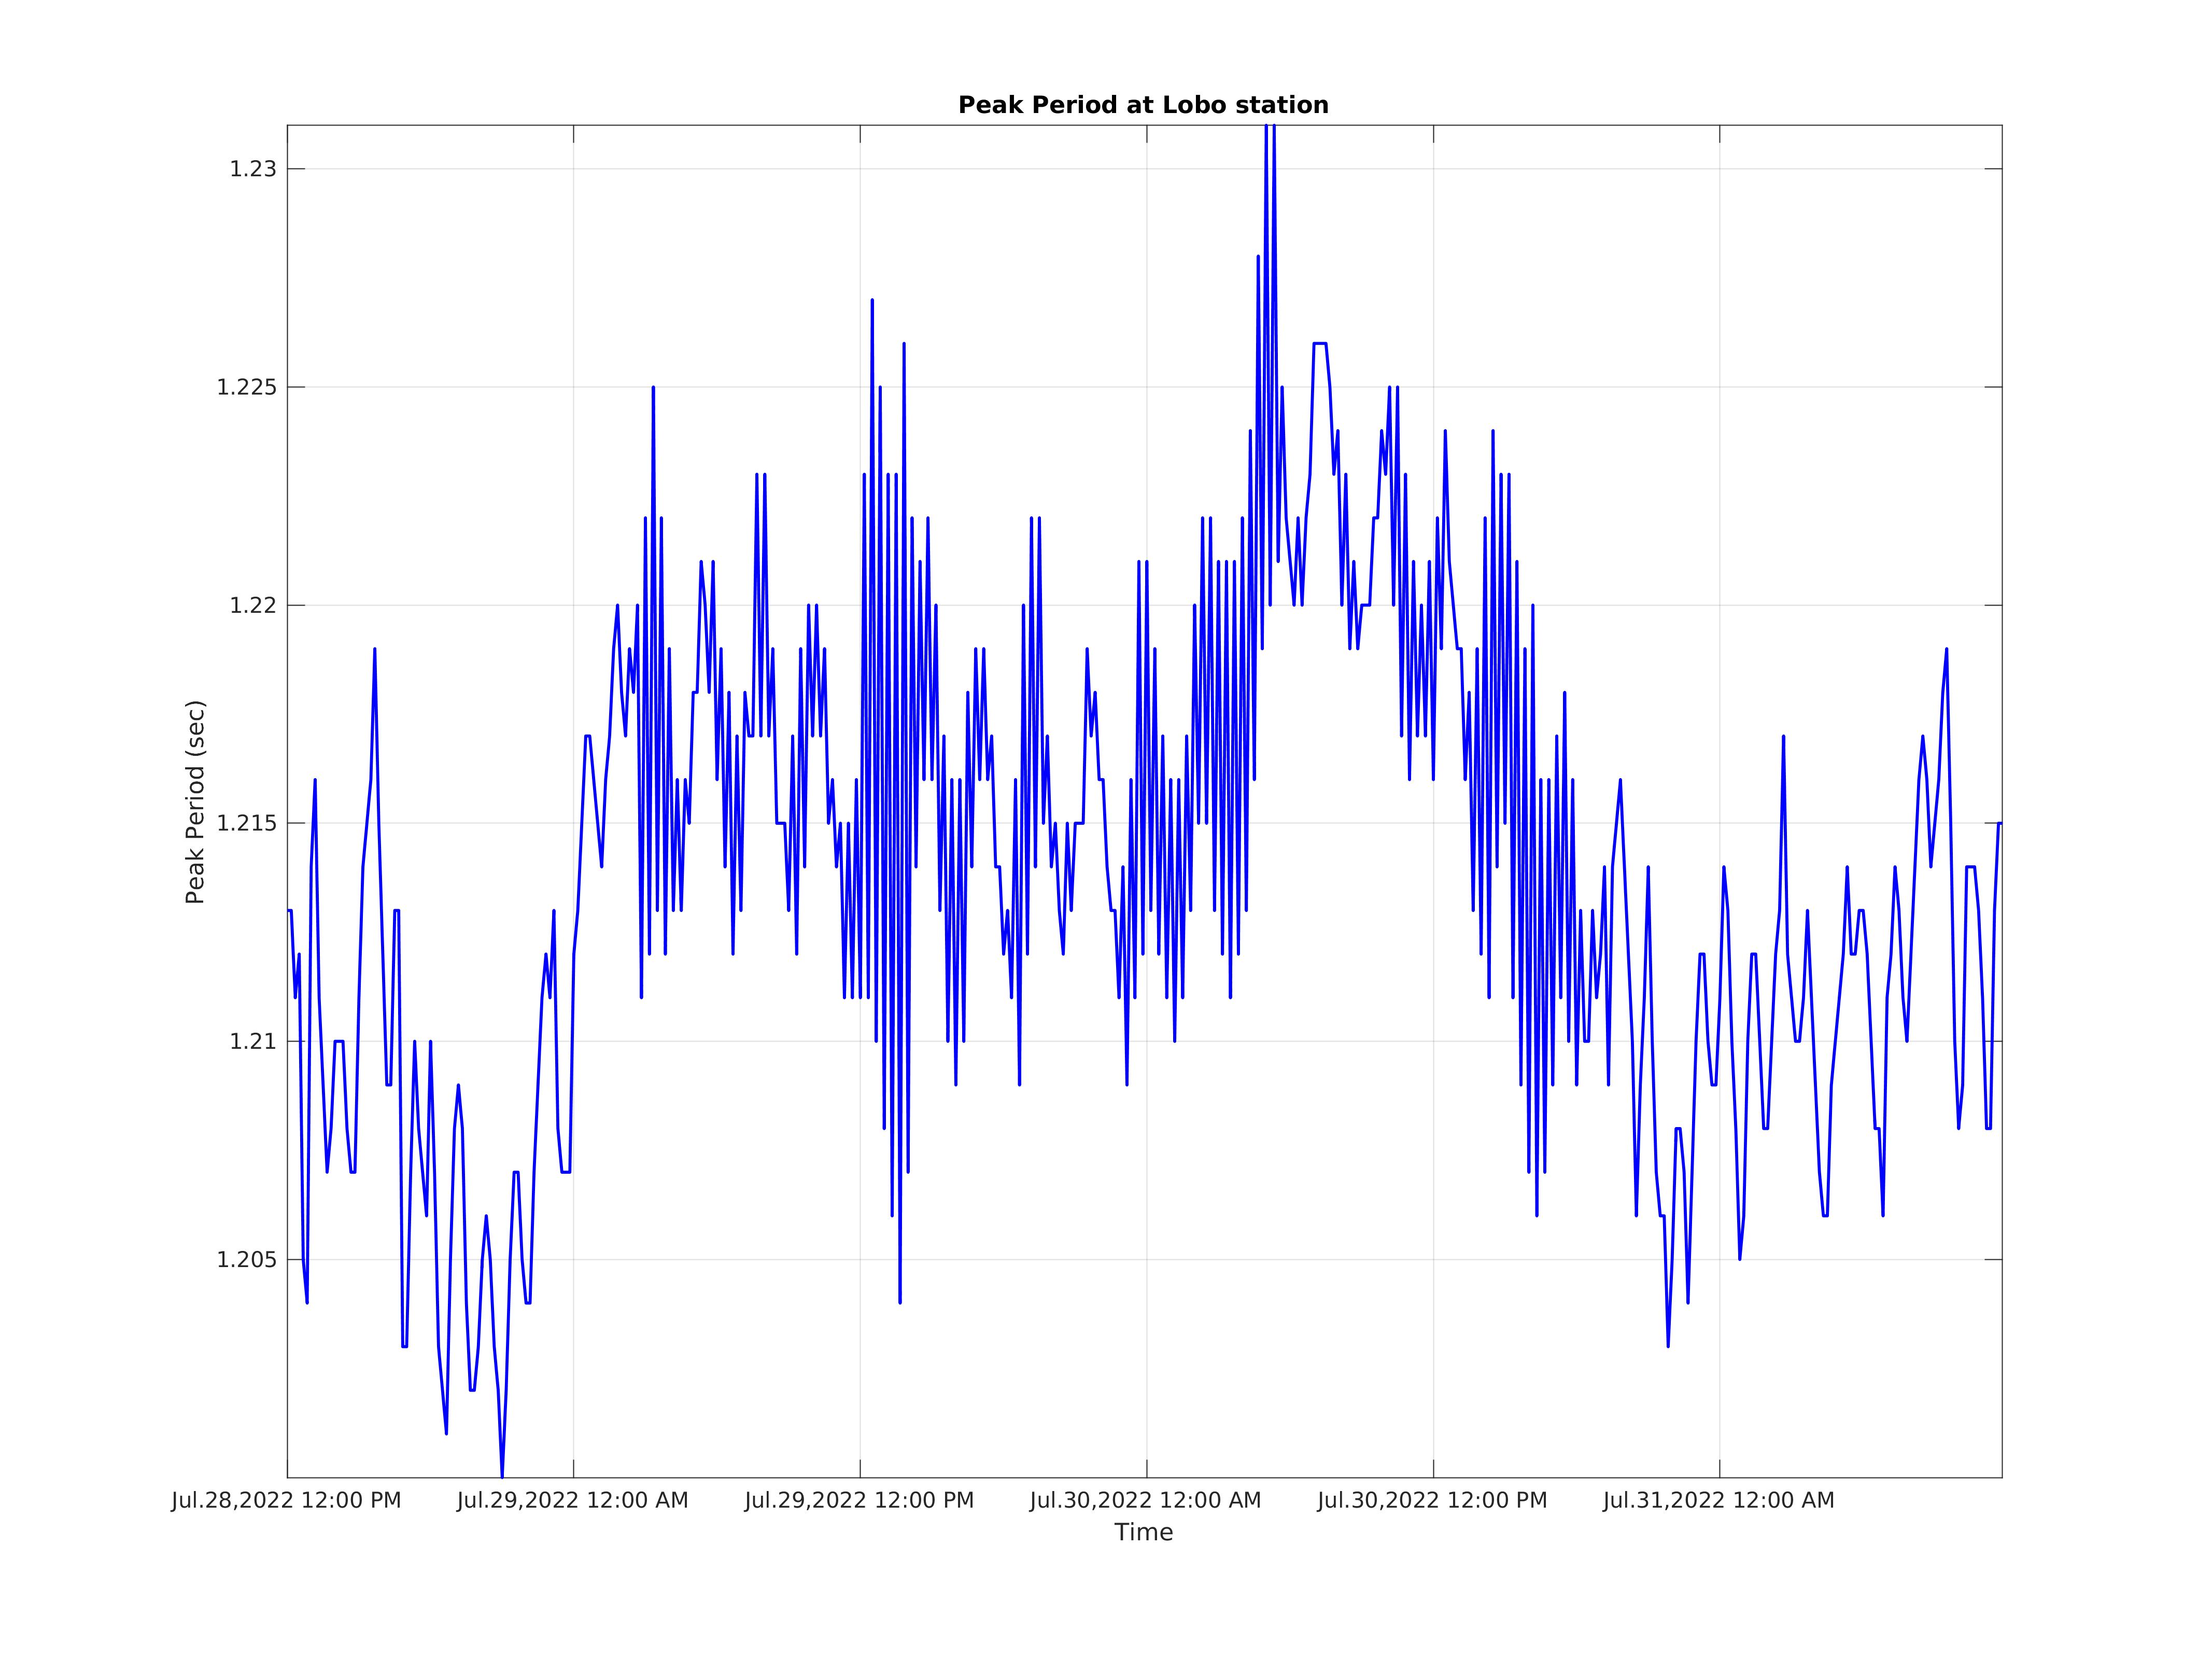 Peak Period at Lobo station
1.23
1.225
1.22
1.215
1.21
1.205
Peak Period (sec)
Jul.28,2022 12:00 PM
Jul.29,2022 12:00 AM
Jul.29,2022 12:00 PM
Jul.30,2022 12:00 AM
Jul.30,2022 12:00 PM
Jul.31,2022 12:00 AM
Time